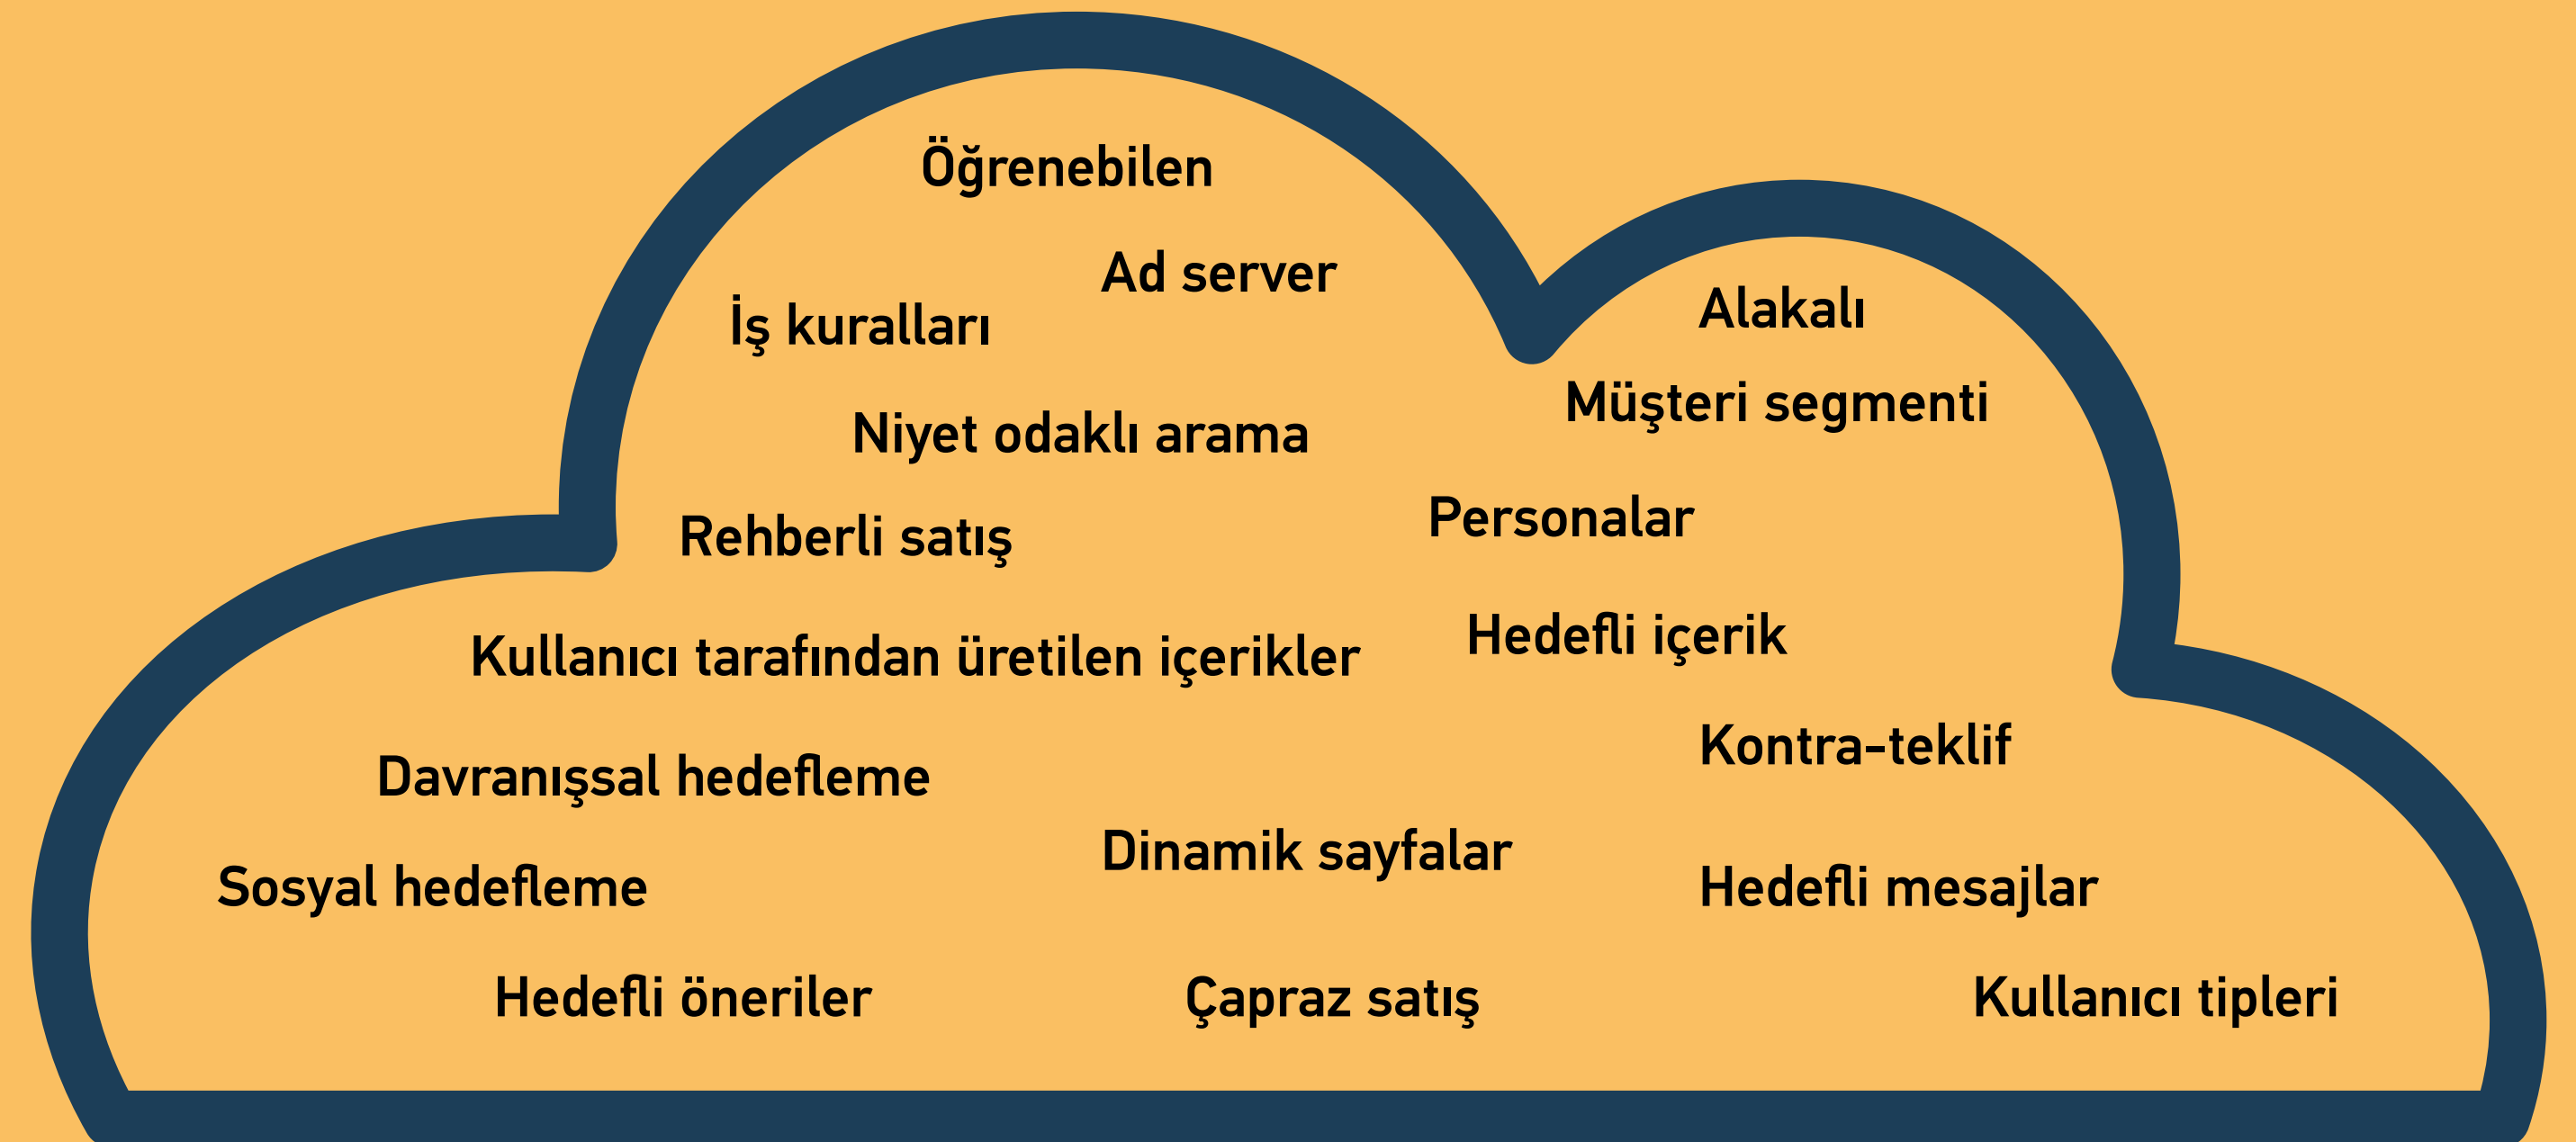 Öğrenebilen
Ad server
Alakalı
İş kuralları
Müşteri segmenti
Niyet odaklı arama
Personalar
Rehberli satış
Hedefli içerik
Kullanıcı tarafından üretilen içerikler
Kontra-teklif
Davranışsal hedefleme
Dinamik sayfalar
Sosyal hedefleme
Hedefli mesajlar
Hedefli öneriler
Çapraz satış
Kullanıcı tipleri